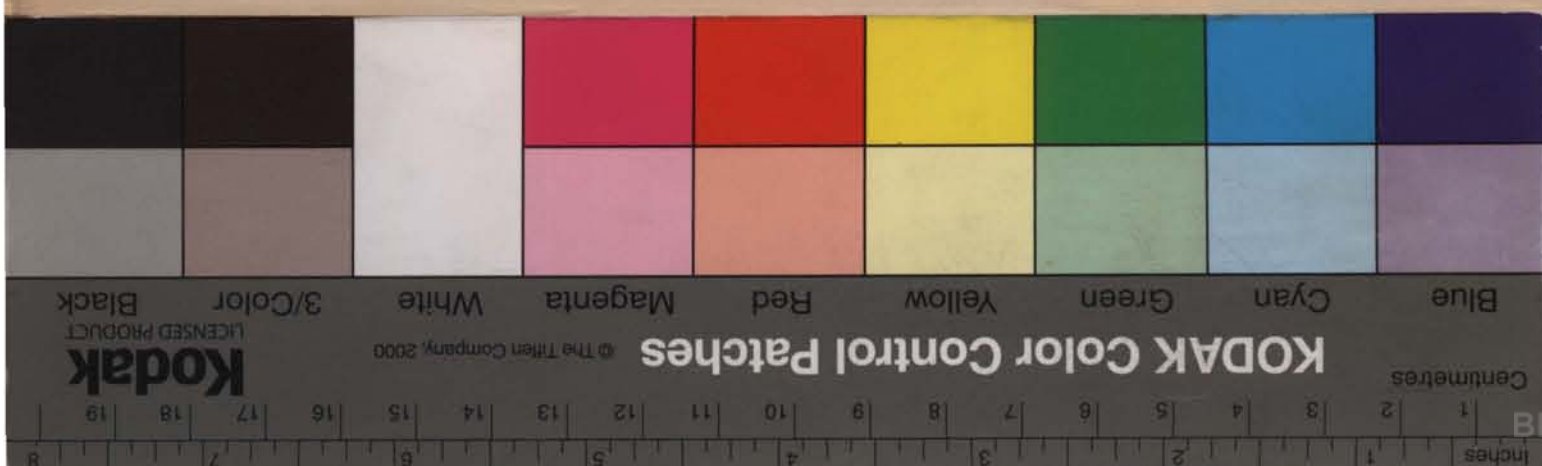 Inches 1 2 3 4 5 6 7 8
Centimetres 1 2 3 4 5 6 7 8 9 10 11 12 13 14 15 16 17 18 19
KODAK Color Control Patches © The Tiffen Company, 2000 Kodak
LICENSED PRODUCT
Blue Cyan Green Yellow Red Magenta White 3/Color Black